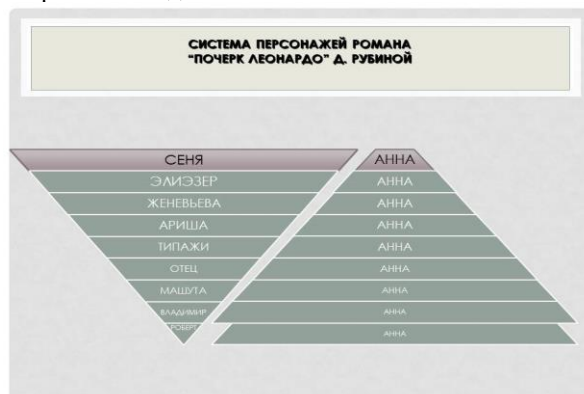 СИСТЕМА ПЕРСОНАЖЕЙ РОМАНА
"ПОЧЕРК ЛЕОНАРДО" Д. РУБИНОЙ
СЕНЯ АННА
ЭЛИЭЗЕР АННА
ЖЕНЕВЬЕВА АННА
АРИША АННА
ТИПАЖИ АННА
ОТЕЦ АННА
МАШУТА АННА
ВЛАДИМИР АННА
РОБЕРТ АННА